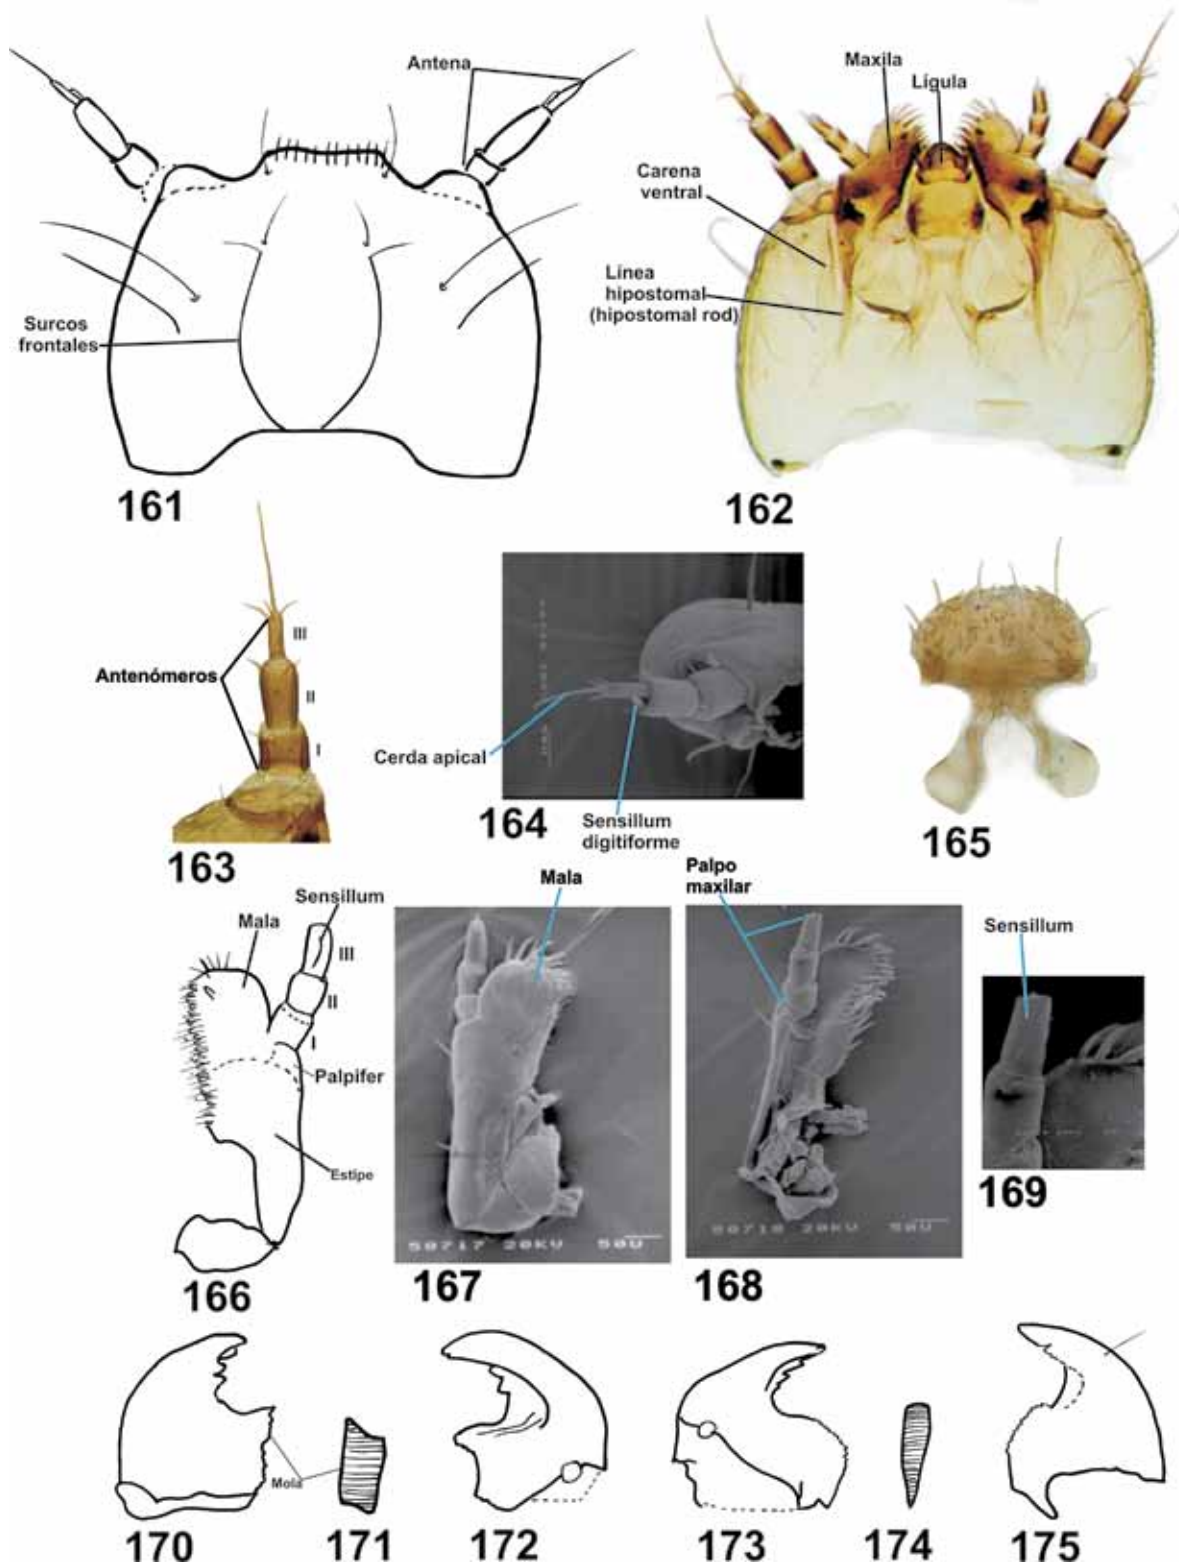 Antena
Surcos
frontales
161
Maxila
Lígula
Carena
ventral
Línea
hipostomal
(hipostomal rod)
162
Antenómeros
III
II
I
163
Cerda apical
Sensillum
digitiforme
164
165
Sensillum
Mala
III
II
I
Palpifer
Estipe
166
Mala
50717 20KV 50U
167
Palpo
maxilar
50718 20KV 50U
168
Sensillum
169
Mola
170
171
172
173
174
175